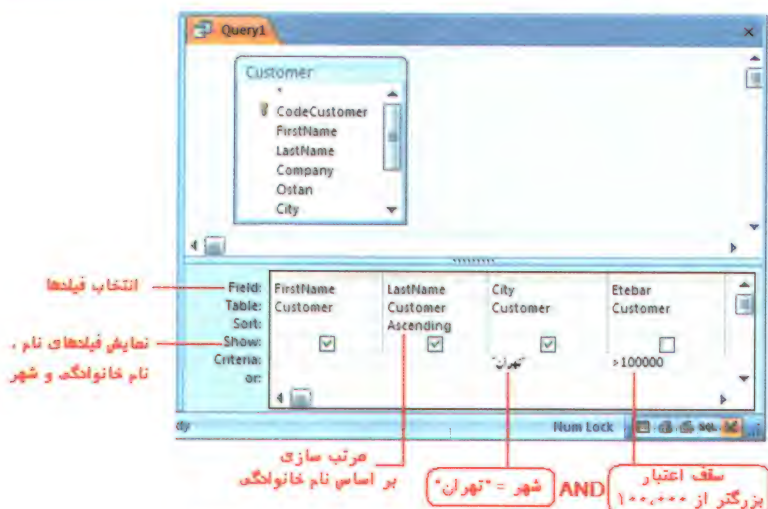 Query1
Customer
*
CodeCustomer
FirstName
LastName
Company
Ostan
City
انتخاب فیلدها
Field: FirstName LastName City Etebar
Table: Customer Customer Customer Customer
Sort: Ascending
نمایش فیلدهای نام ،
نام خانوادگی و شهر
Show:
Criteria: "تهران" >100000
or:
dy Num Lock SQL
مرتب سازی
بر اساس نام خانوادگی
شهر = "تهران"
AND
سقف اعتبار
بزرگتر از ۱۰۰،۰۰۰